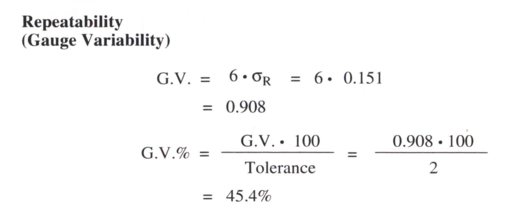 Repeatability
(Gauge Variability)
G.V. = 6 • σR = 6 • 0.151
= 0.908
G.V.% = G.V. • 100 / Tolerance = 0.908 • 100 / 2
= 45.4%